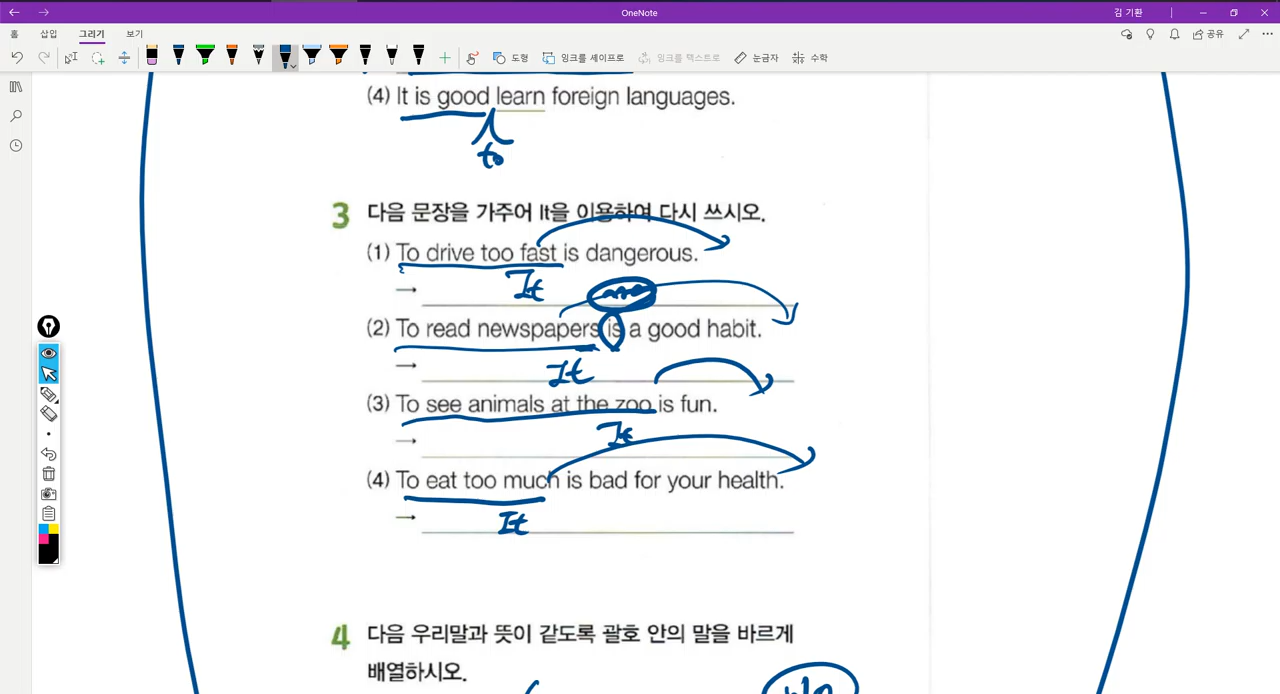 OneNote
김 기환
홈 삽입 그리기 보기
공유
도형 잉크를 셰이프로 잉크를 텍스트로 눈금자 수학
(4) It is good learn foreign languages.
to
3 다음 문장을 가주어 It을 이용하여 다시 쓰시오.
(1) To drive too fast is dangerous.
→ It
(2) To read newspapers is a good habit.
→ It
(3) To see animals at the zoo is fun.
→ It
(4) To eat too much is bad for your health.
→ It
4 다음 우리말과 뜻이 같도록 괄호 안의 말을 바르게
배열하시오.